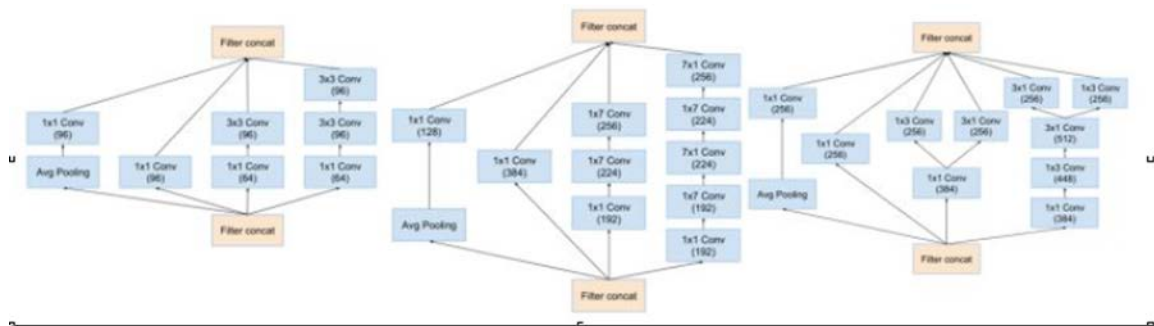 Filter concat
3x3 Conv
(96)
1x1 Conv
(96)
3x3 Conv
(96)
3x3 Conv
(96)
Avg Pooling
1x1 Conv
(96)
1x1 Conv
(64)
1x1 Conv
(64)
Filter concat
Filter concat
7x1 Conv
(256)
1x1 Conv
(128)
1x7 Conv
(256)
1x7 Conv
(224)
1x1 Conv
(384)
1x7 Conv
(224)
7x1 Conv
(224)
Avg Pooling
1x1 Conv
(192)
1x7 Conv
(192)
1x1 Conv
(192)
Filter concat
Filter concat
1x1 Conv
(256)
3x1 Conv
(256)
1x3 Conv
(256)
1x1 Conv
(256)
1x3 Conv
(256)
3x1 Conv
(256)
3x1 Conv
(512)
Avg Pooling
1x1 Conv
(384)
1x3 Conv
(448)
1x1 Conv
(384)
Filter concat